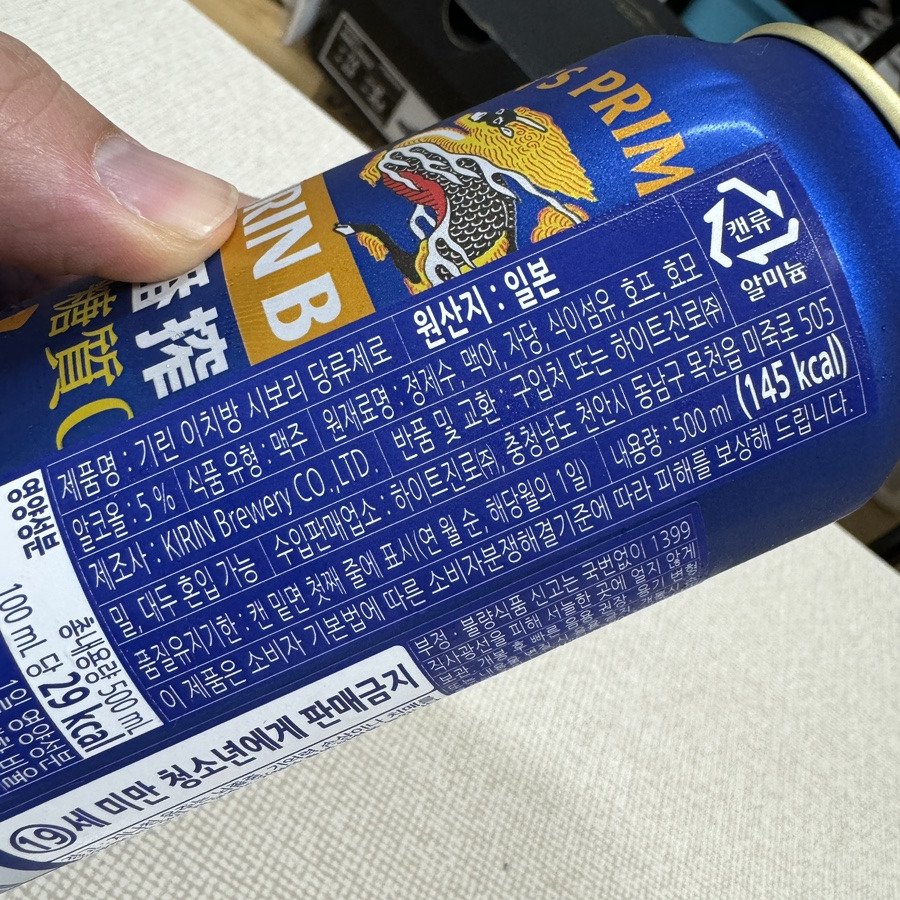 PRIM
RIN B
搾
糖質
캔류
알미늄
제품명 : 기린 이치방 시보리 당류제로 원산지 : 일본
알코올 : 5 % 식품유형 : 맥주 원재료명 : 정제수, 맥아, 자당, 식이섬유, 호프, 효모
제조사 : KIRIN Brewery CO.,LTD 반품 및 교환 : 구입처 또는 하이트진로㈜
밀, 대두 혼입 가능 수입판매업소 : 하이트진로㈜, 충청남도 천안시 동남구 목천읍 미죽로 505
품질유지기한 : 캔 밑면 첫째 줄에 표시(연 월 수, 해당월의 1일) 내용량 : 500 ml (145 kcal)
이 제품은 소비자 기본법에 따른 소비자분쟁해결기준에 따라 피해를 보상해 드립니다.
영양성분
총내용량 500 mL
100 mL 당 29 kcal
부정 · 불량식품 신고는 국번없이 1399
직사광선을 피해 서늘한 곳에 얼지 않게
19세 미만 청소년에게 판매금지